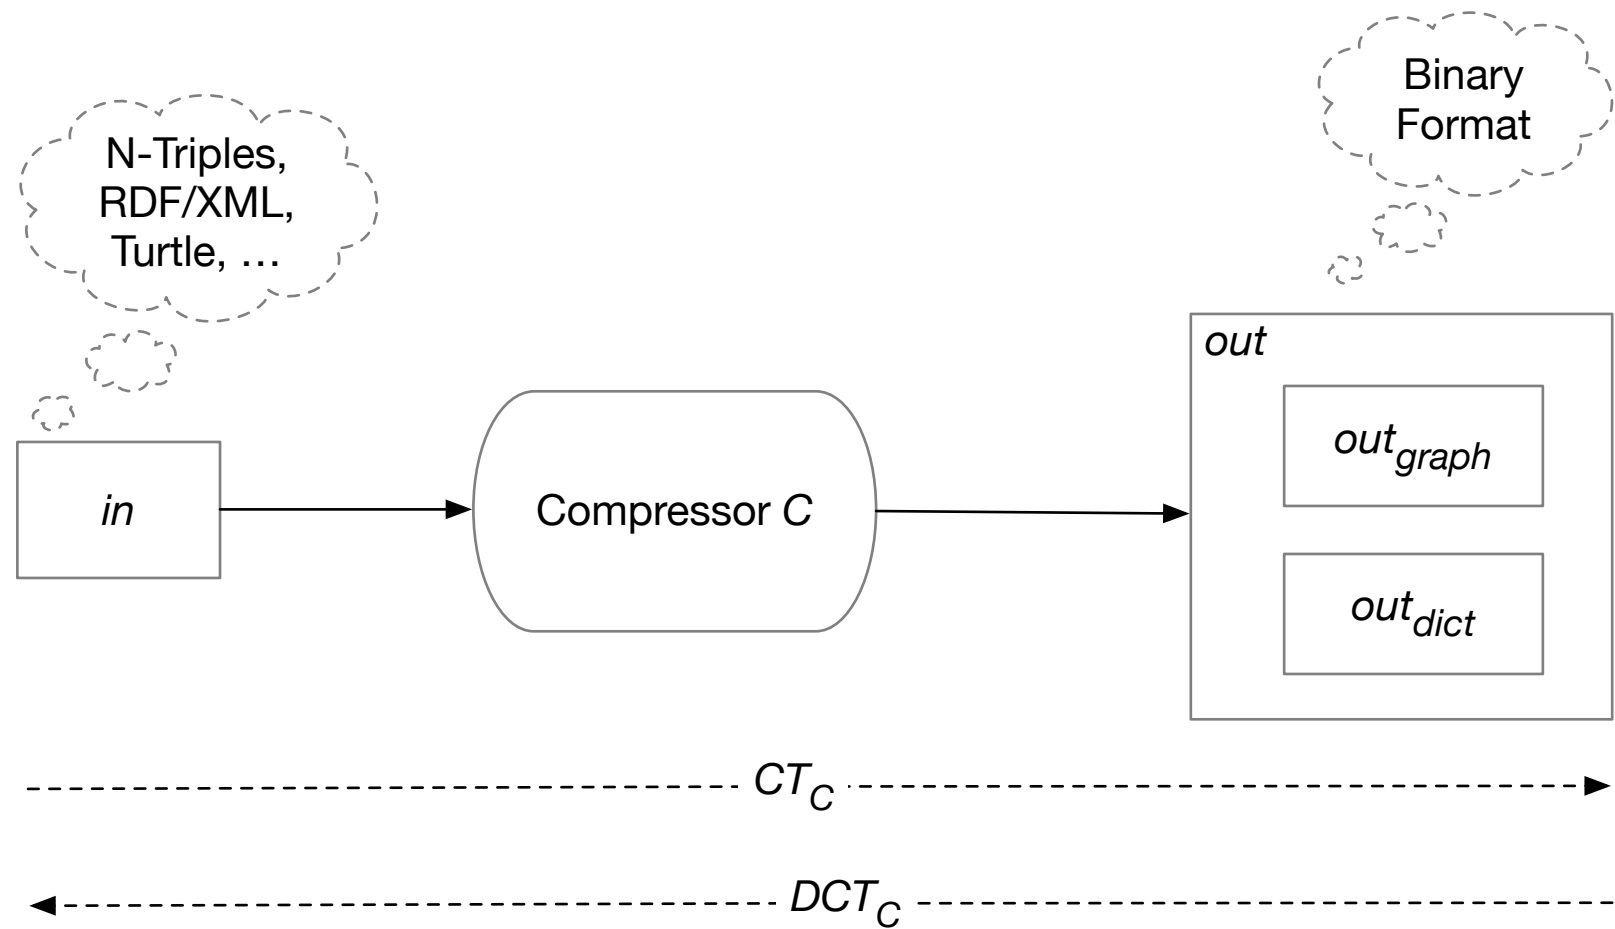 N-Triples,
RDF/XML,
Turtle, …
Binary
Format
in
Compressor C
out
out_graph
out_dict
CT_C
DCT_C